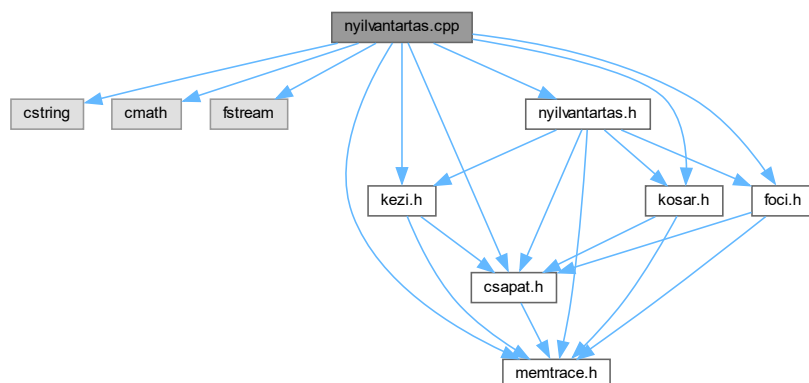 nyilvantartas.cpp
cstring
cmath
fstream
nyilvantartas.h
kezi.h
kosar.h
foci.h
csapat.h
memtrace.h